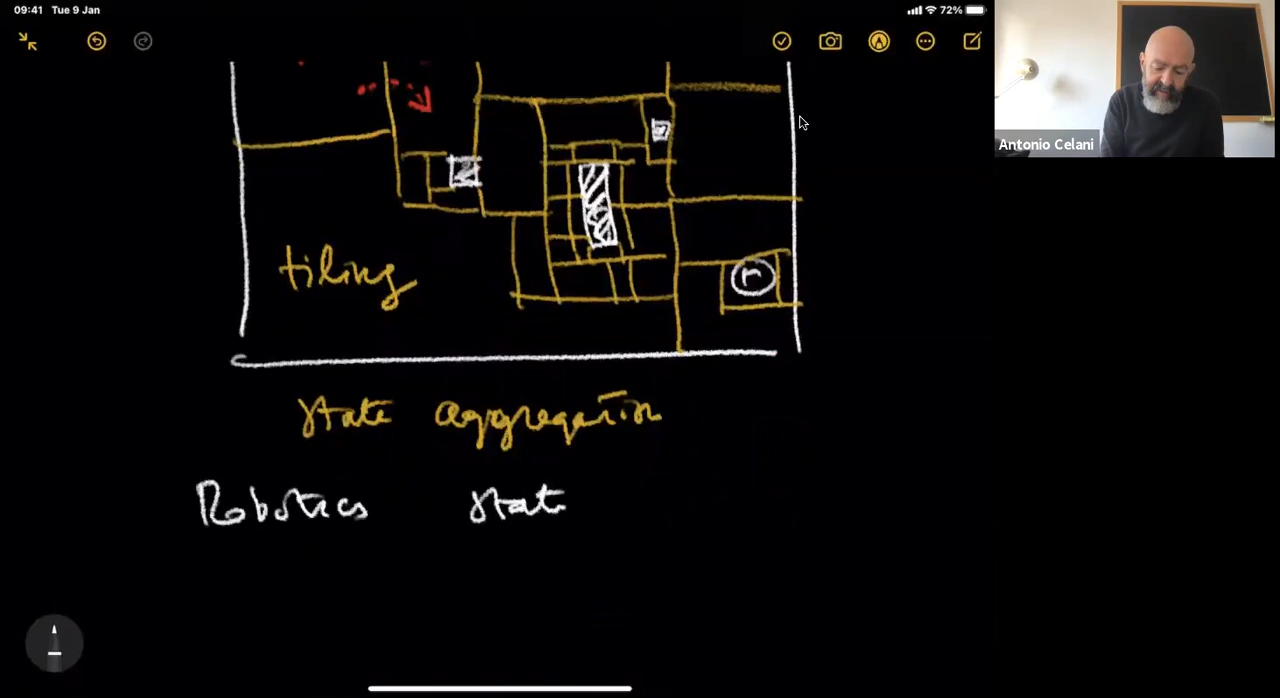 09:41 Tue 9 Jan 72%
Antonio Celani
r
tiling
state aggregation
Robotics state